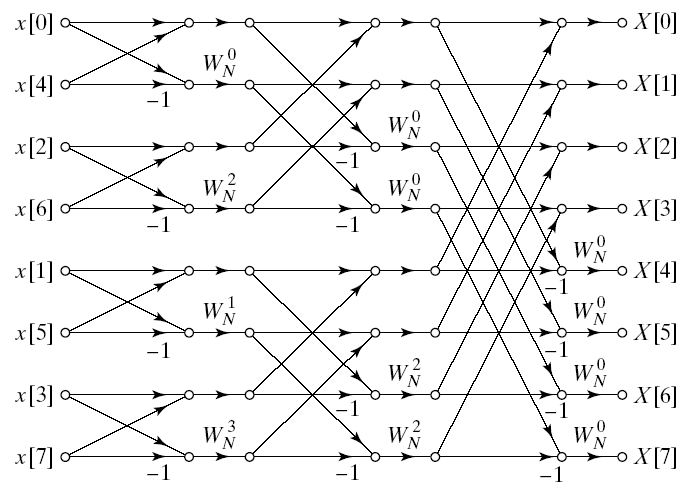 x[0] X[0]
x[4] −1 W_N^0 X[1]
x[2] −1 W_N^0 X[2]
x[6] −1 W_N^2 −1 W_N^0 X[3]
x[1] −1 W_N^0 X[4]
x[5] −1 W_N^1 −1 W_N^0 X[5]
x[3] −1 W_N^2 −1 W_N^0 X[6]
x[7] −1 W_N^3 −1 W_N^2 −1 W_N^0 X[7]